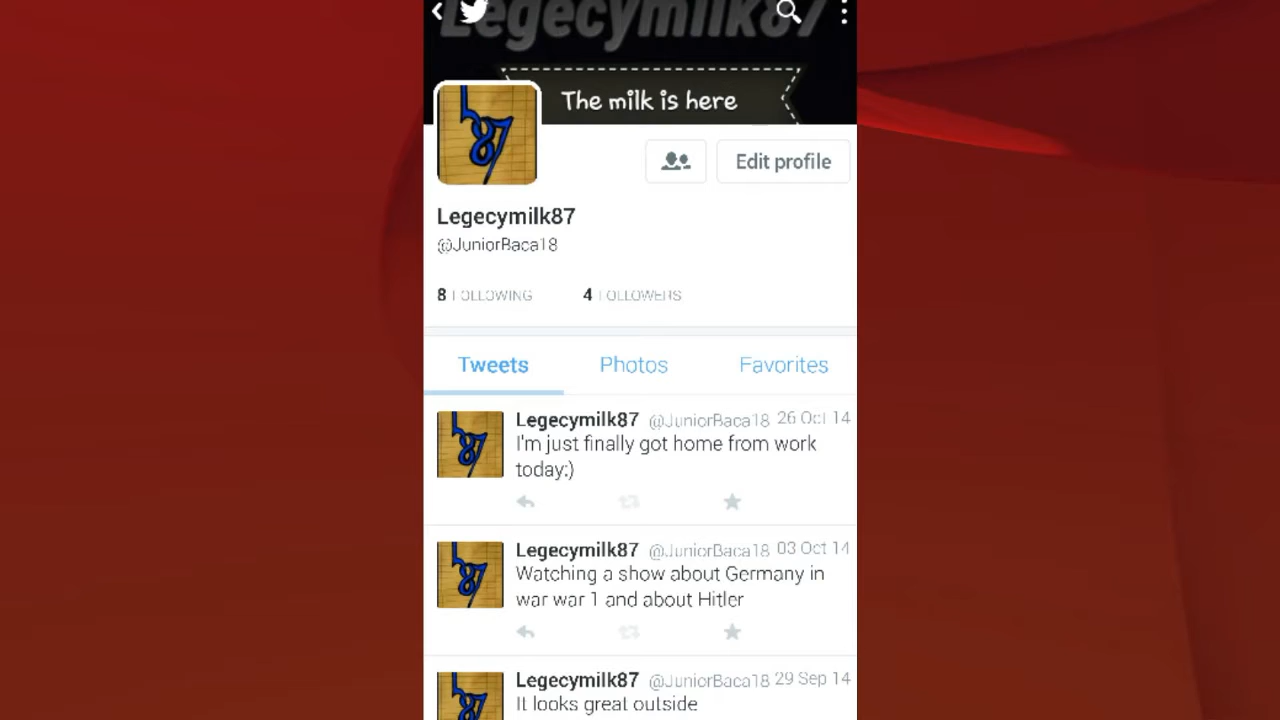 Legecymilk87
The milk is here
L87
Edit profile
Legecymilk87
@JuniorBaca18
8 FOLLOWING 4 FOLLOWERS
Tweets Photos Favorites
Legecymilk87 @JuniorBaca18 26 Oct 14
I'm just finally got home from work
today:)
Legecymilk87 @JuniorBaca18 03 Oct 14
Watching a show about Germany in
war war 1 and about Hitler
Legecymilk87 @JuniorBaca18 29 Sep 14
It looks great outside